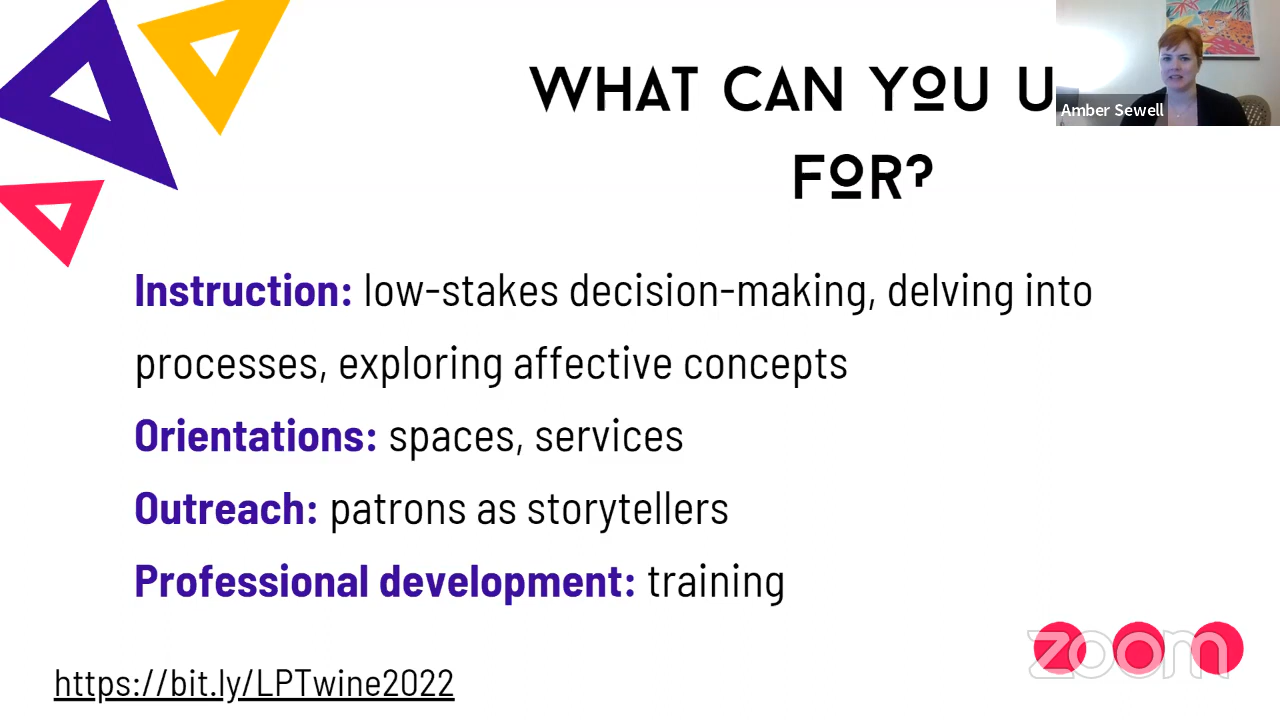 WHAT CAN YOU U
FOR?
Amber Sewell
Instruction: low-stakes decision-making, delving into
processes, exploring affective concepts
Orientations: spaces, services
Outreach: patrons as storytellers
Professional development: training
https://bit.ly/LPTwine2022
zoom